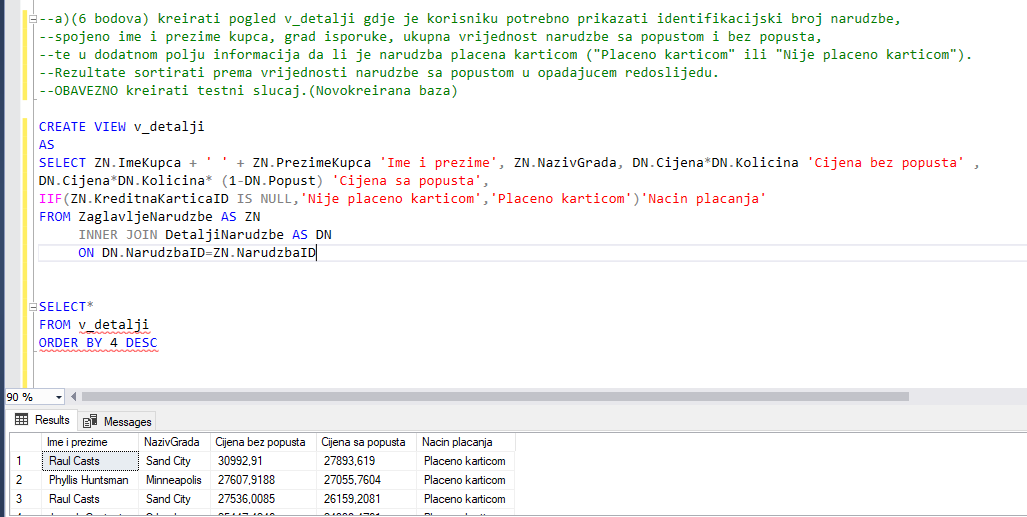 --a)(6 bodova) kreirati pogled v_detalji gdje je korisniku potrebno prikazati identifikacijski broj narudzbe,
--spojeno ime i prezime kupca, grad isporuke, ukupna vrijednost narudzbe sa popustom i bez popusta,
--te u dodatnom polju informacija da li je narudzba placena karticom ("Placeno karticom" ili "Nije placeno karticom").
--Rezultate sortirati prema vrijednosti narudzbe sa popustom u opadajucem redoslijedu.
--OBAVEZNO kreirati testni slucaj.(Novokreirana baza)
CREATE VIEW v_detalji
AS
SELECT ZN.ImeKupca + ' ' + ZN.PrezimeKupca 'Ime i prezime', ZN.NazivGrada, DN.Cijena*DN.Kolicina 'Cijena bez popusta' ,
DN.Cijena*DN.Kolicina* (1-DN.Popust) 'Cijena sa popusta',
IIF(ZN.KreditnaKarticaID IS NULL,'Nije placeno karticom','Placeno karticom')'Nacin placanja'
FROM ZaglavljeNarudzbe AS ZN
INNER JOIN DetaljiNarudzbe AS DN
ON DN.NarudzbaID=ZN.NarudzbaID
SELECT*
FROM v_detalji
ORDER BY 4 DESC
90 %
Results Messages
Ime i prezime NazivGrada Cijena bez popusta Cijena sa popusta Nacin placanja
1 Raul Casts Sand City 30992,91 27893,619 Placeno karticom
2 Phyllis Huntsman Minneapolis 27607,9188 27055,7604 Placeno karticom
3 Raul Casts Sand City 27536,0085 26159,2081 Placeno karticom